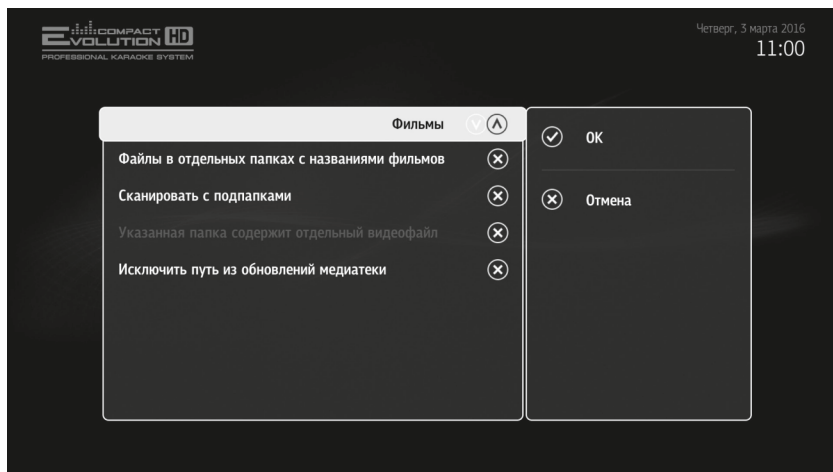 EVOLUTION COMPACT HD
PROFESSIONAL KARAOKE SYSTEM
Четверг, 3 марта 2016
11:00
Фильмы
Файлы в отдельных папках с названиями фильмов
Сканировать с подпапками
Указанная папка содержит отдельный видеофайл
Исключить путь из обновлений медиатеки
ОК
Отмена